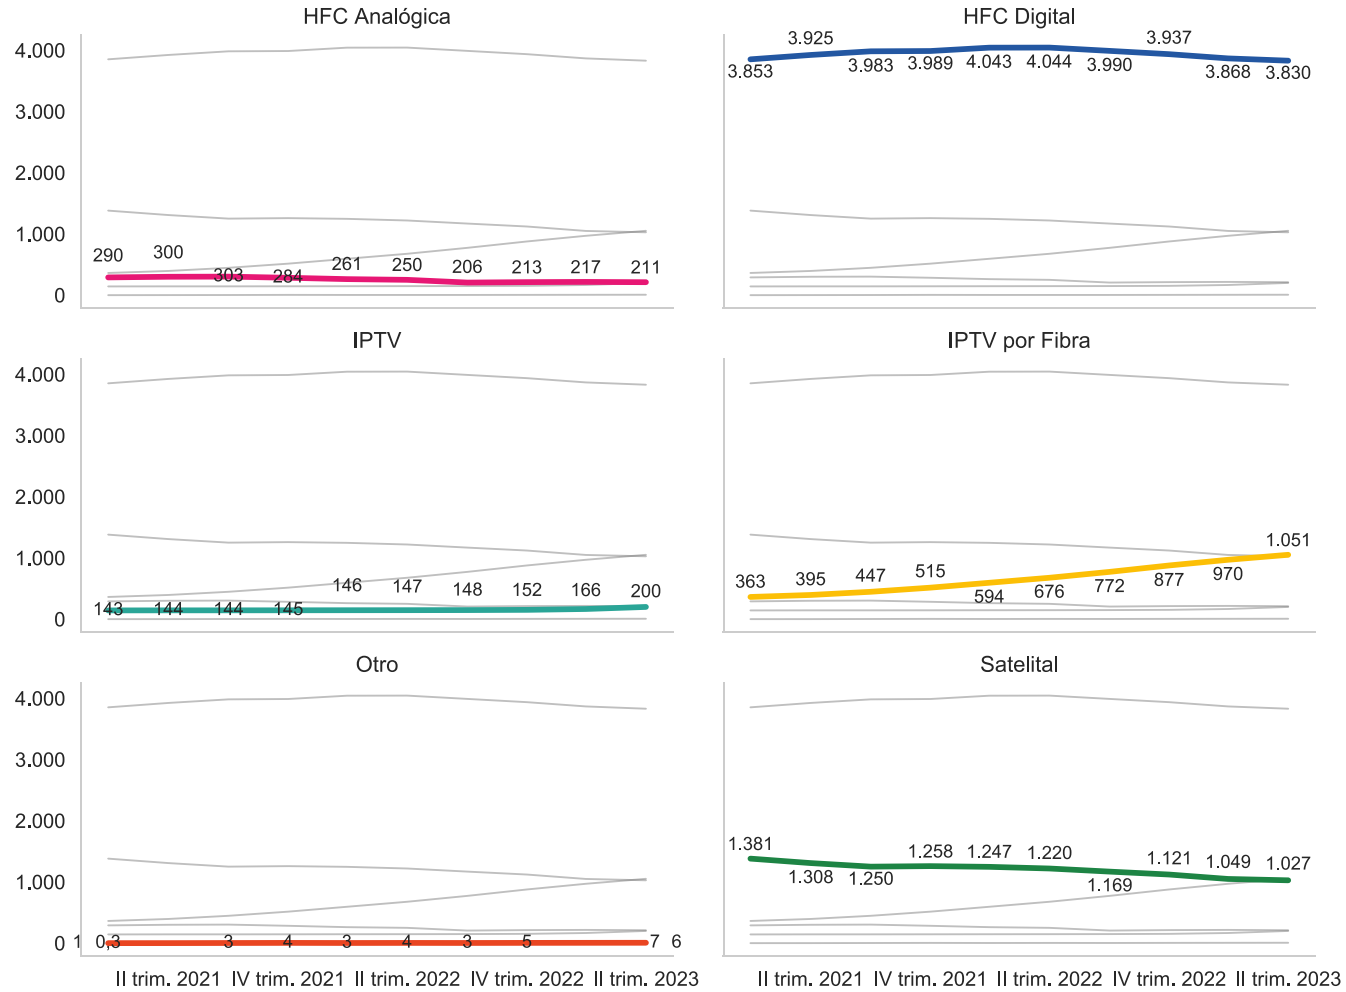 HFC Analógica
4.000
3.000
2.000
1.000
0
290 300 303 284 261 250 206 213 217 211
HFC Digital
3.853 3.925 3.983 3.989 4.043 4.044 3.990 3.937 3.868 3.830
IPTV
4.000
3.000
2.000
1.000
0
143 144 144 145 146 147 148 152 166 200
IPTV por Fibra
363 395 447 515 594 676 772 877 970 1.051
Otro
4.000
3.000
2.000
1.000
0
1 0,3 3 4 3 4 3 5 7 6
II trim. 2021 IV trim. 2021 II trim. 2022 IV trim. 2022 II trim. 2023
Satelital
1.381 1.308 1.250 1.258 1.247 1.220 1.169 1.121 1.049 1.027
II trim. 2021 IV trim. 2021 II trim. 2022 IV trim. 2022 II trim. 2023